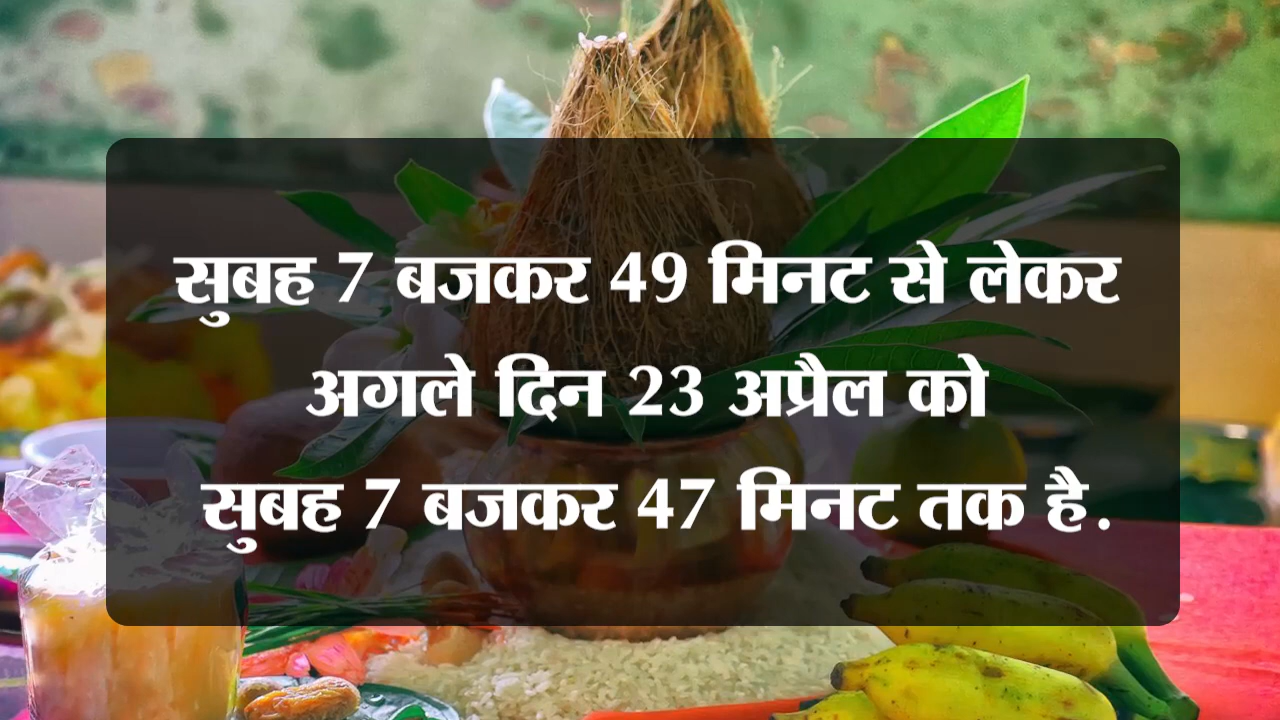 सुबह 7 बजकर 49 मिनट से लेकर
अगले दिन 23 अप्रैल को
सुबह 7 बजकर 47 मिनट तक है.